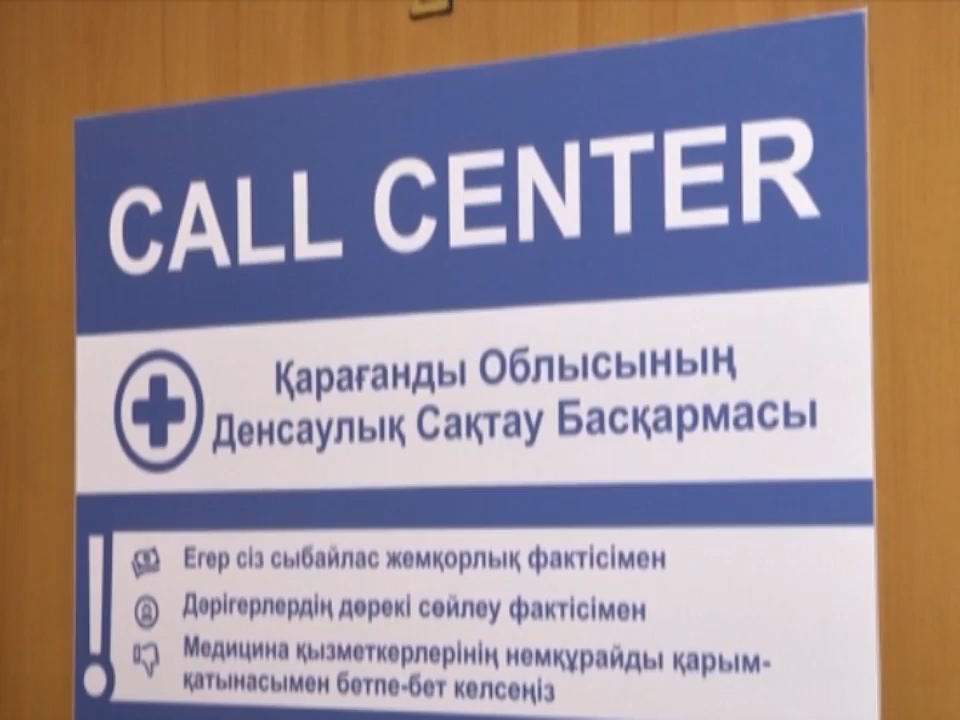 CALL CENTER
Қарағанды Облысының
Денсаулық Сақтау Басқармасы
Егер сіз сыбайлас жемқорлық фактісімен
Дәрігерлердің дөрекі сөйлеу фактісімен
Медицина қызметкерлерінің немқұрайды қарым-
қатынасымен бетпе-бет келсеңіз